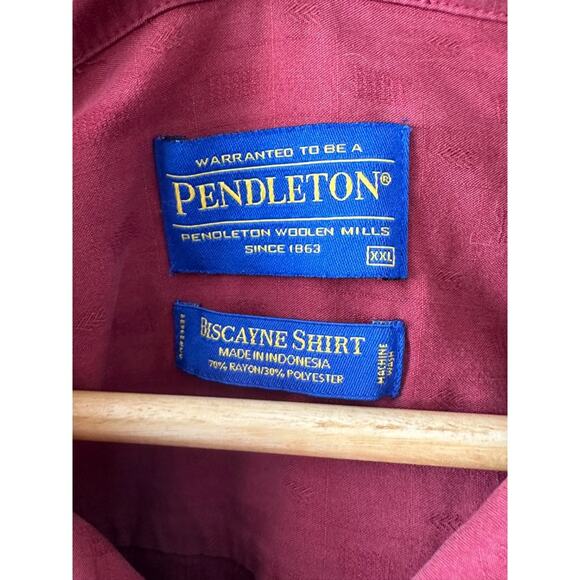 WARRANTED TO BE A
PENDLETON®
PENDLETON WOOLEN MILLS
SINCE 1863
XXL
BISCAYNE SHIRT
MADE IN INDONESIA
70% RAYON/30% POLYESTER
MACHINE
WASH